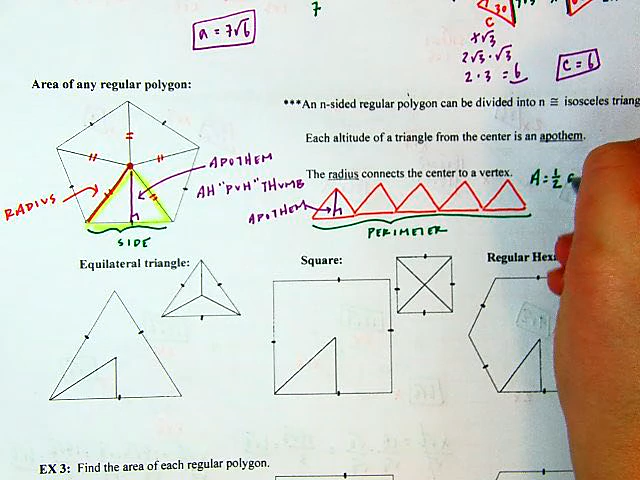 7
30
C
a = 7√6
x√3
2√3 · √3
2 · 3 = 6
c = 6
Area of any regular polygon:
***An n-sided regular polygon can be divided into n ≅ isosceles triang
Each altitude of a triangle from the center is an apothem.
The radius connects the center to a vertex.
A = 1/2 a
APOTHEM
AH "PUH" THUMB
RADIUS
APOTHEM
SIDE
PERIMETER
Equilateral triangle:
Square:
Regular Hex
EX 3: Find the area of each regular polygon.